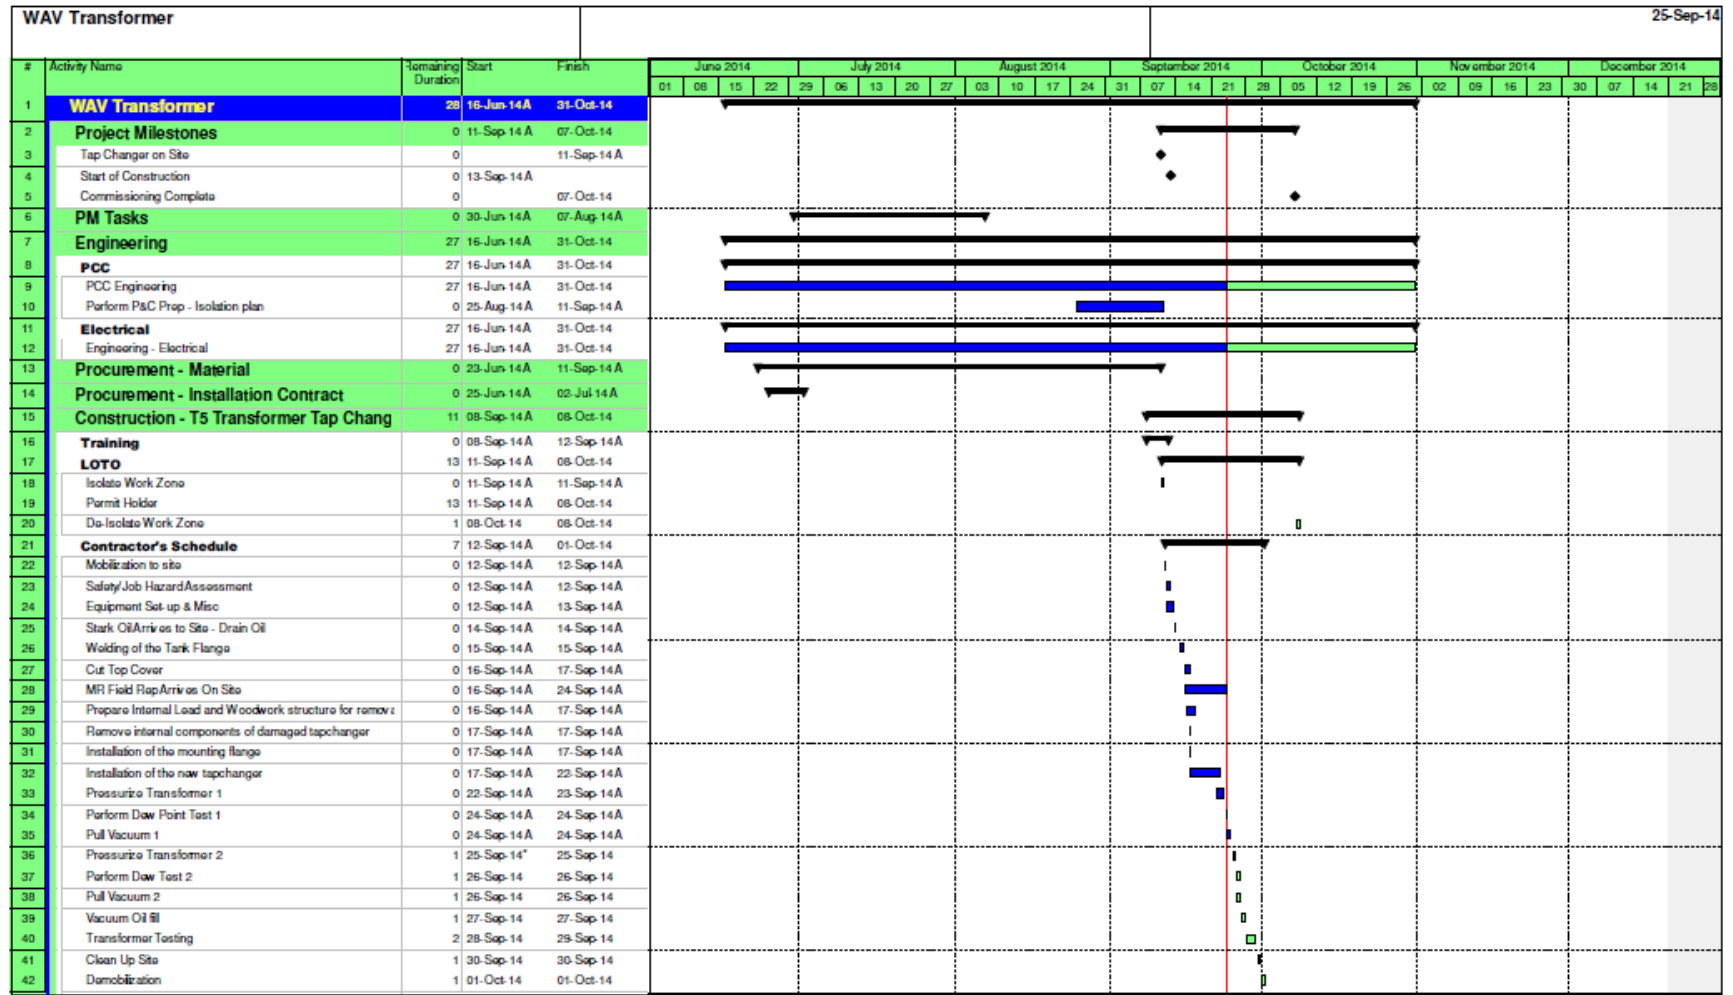 WAV Transformer
25-Sep-14
# Activity Name Remaining Start Finish June 2014 July 2014 August 2014 September 2014 October 2014 November 2014 December 2014
Duration 01 08 15 22 29 06 13 20 27 03 10 17 24 31 07 14 21 28 05 12 19 26 02 09 16 23 30 07 14 21 28
1 WAV Transformer 28 16-Jun-14 A 31-Oct-14
2 Project Milestones 0 11-Sep-14 A 07-Oct-14
3 Tap Changer on Site 0 11-Sep-14 A
4 Start of Construction 0 13-Sep-14 A
5 Commissioning Complete 0 07-Oct-14
6 PM Tasks 0 30-Jun-14 A 07-Aug-14 A
7 Engineering 27 16-Jun-14 A 31-Oct-14
8 PCC 27 16-Jun-14 A 31-Oct-14
9 PCC Engineering 27 16-Jun-14 A 31-Oct-14
10 Perform P&C Prep - Isolation plan 0 25-Aug-14 A 11-Sep-14 A
11 Electrical 27 16-Jun-14 A 31-Oct-14
12 Engineering - Electrical 27 16-Jun-14 A 31-Oct-14
13 Procurement - Material 0 23-Jun-14 A 11-Sep-14 A
14 Procurement - Installation Contract 0 25-Jun-14 A 02-Jul-14 A
15 Construction - T5 Transformer Tap Chang 11 08-Sep-14 A 08-Oct-14
16 Training 0 08-Sep-14 A 12-Sep-14 A
17 LOTO 13 11-Sep-14 A 08-Oct-14
18 Isolate Work Zone 0 11-Sep-14 A 11-Sep-14 A
19 Permit Holder 13 11-Sep-14 A 08-Oct-14
20 De-Isolate Work Zone 1 08-Oct-14 08-Oct-14
21 Contractor's Schedule 7 12-Sep-14 A 01-Oct-14
22 Mobilization to site 0 12-Sep-14 A 12-Sep-14 A
23 Safety/Job Hazard Assessment 0 12-Sep-14 A 12-Sep-14 A
24 Equipment Set-up & Misc 0 12-Sep-14 A 13-Sep-14 A
25 Stark Oil Arrives to Site - Drain Oil 0 14-Sep-14 A 14-Sep-14 A
26 Welding of the Tank Flange 0 15-Sep-14 A 15-Sep-14 A
27 Cut Top Cover 0 16-Sep-14 A 17-Sep-14 A
28 MR Field Rep Arrives On Site 0 16-Sep-14 A 24-Sep-14 A
29 Prepare Internal Lead and Woodwork structure for remova 0 16-Sep-14 A 17-Sep-14 A
30 Remove internal components of damaged tapchanger 0 17-Sep-14 A 17-Sep-14 A
31 Installation of the mounting flange 0 17-Sep-14 A 17-Sep-14 A
32 Installation of the new tapchanger 0 17-Sep-14 A 22-Sep-14 A
33 Pressurize Transformer 1 0 22-Sep-14 A 23-Sep-14 A
34 Perform Dew Point Test 1 0 24-Sep-14 A 24-Sep-14 A
35 Pull Vacuum 1 0 24-Sep-14 A 24-Sep-14 A
36 Pressurize Transformer 2 1 25-Sep-14* 25-Sep-14
37 Perform Dew Test 2 1 26-Sep-14 26-Sep-14
38 Pull Vacuum 2 1 26-Sep-14 26-Sep-14
39 Vacuum Oil fill 1 27-Sep-14 27-Sep-14
40 Transformer Testing 2 28-Sep-14 29-Sep-14
41 Clean Up Site 1 30-Sep-14 30-Sep-14
42 Demobilization 1 01-Oct-14 01-Oct-14